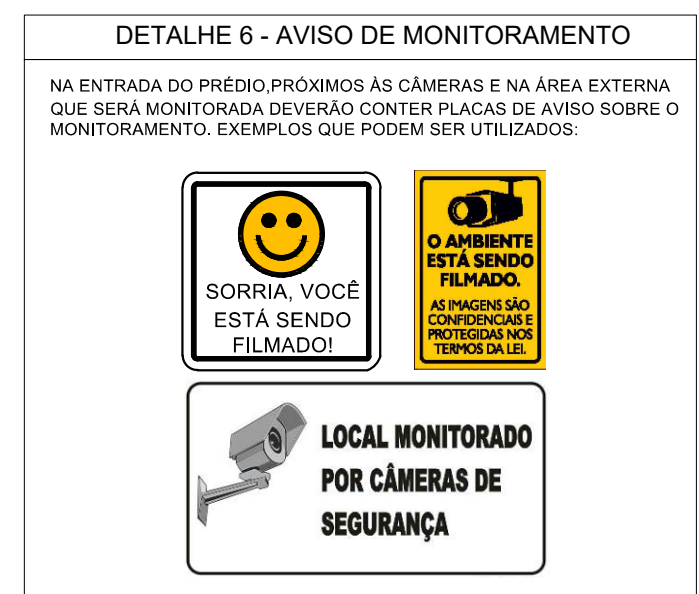 DETALHE 6 - AVISO DE MONITORAMENTO
NA ENTRADA DO PRÉDIO,PRÓXIMOS ÀS CÂMERAS E NA ÁREA EXTERNA
QUE SERÁ MONITORADA DEVERÃO CONTER PLACAS DE AVISO SOBRE O
MONITORAMENTO. EXEMPLOS QUE PODEM SER UTILIZADOS:
SORRIA, VOCÊ
ESTÁ SENDO
FILMADO!
O AMBIENTE
ESTÁ SENDO
FILMADO.
AS IMAGENS SÃO
CONFIDENCIAIS E
PROTEGIDAS NOS
TERMOS DA LEI.
LOCAL MONITORADO
POR CÂMERAS DE
SEGURANÇA